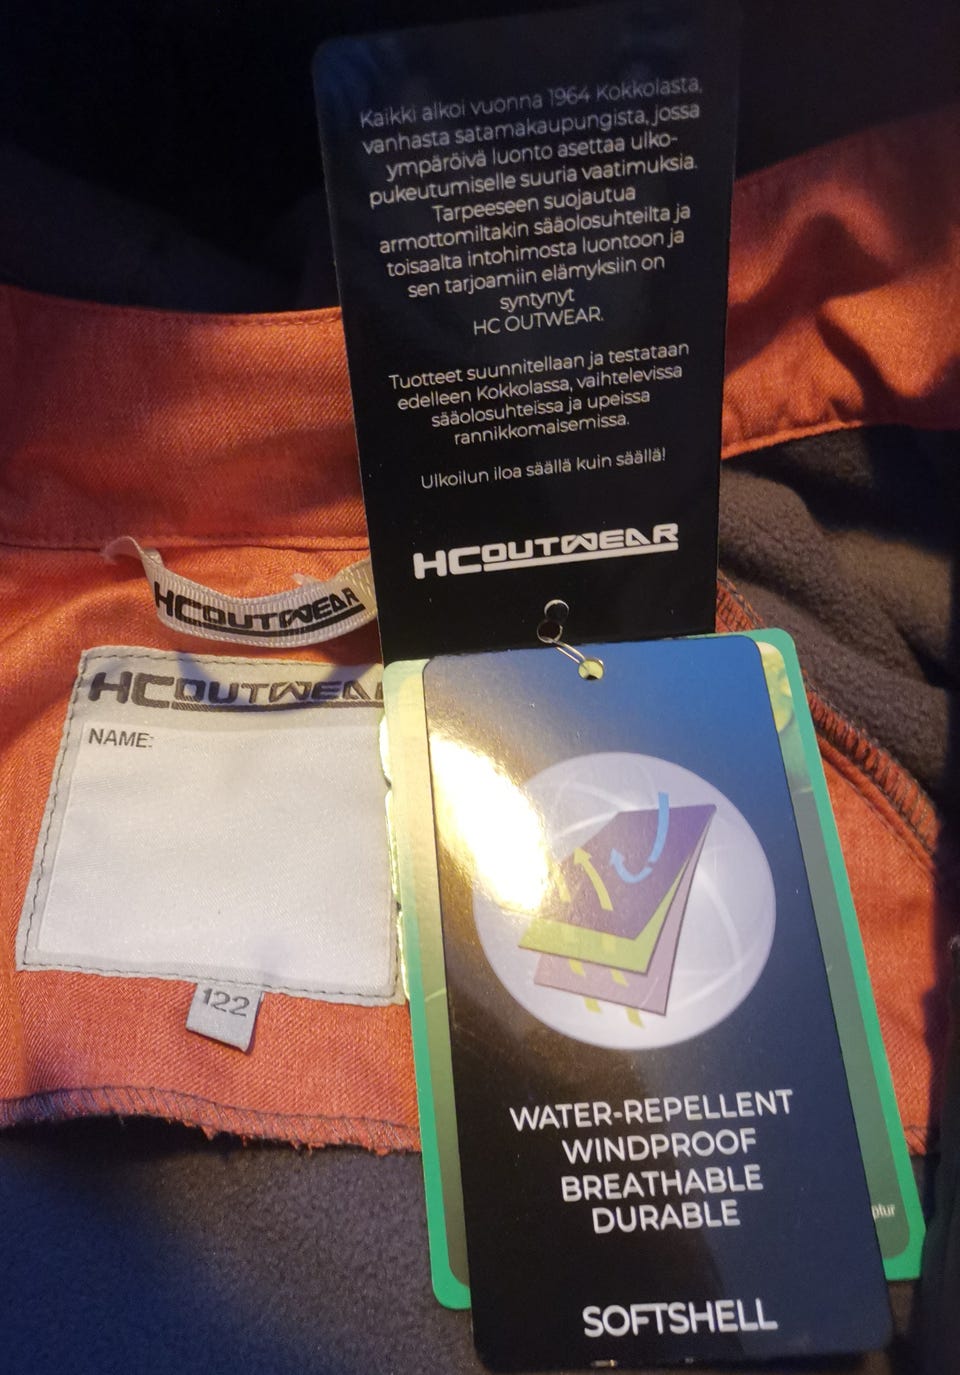 Kaikki alkoi vuonna 1964 Kokkolasta,
vanhasta satamakaupungista, jossa
ympäröivä luonto asettaa ulko-
pukeutumiselle suuria vaatimuksia.
Tarpeeseen suojautua
armottomiltakin sääolosuhteilta ja
toisaalta intohimosta luontoon ja
sen tarjoamiin elämyksiin on
syntynyt
HC OUTWEAR.
Tuotteet suunnitellaan ja testataan
edelleen Kokkolassa, vaihtelevissa
sääolosuhteissa ja upeissa
rannikkomaisemissa.
Ulkoilun iloa säällä kuin säällä!
HCOUTWEAR
HCOUTWEAR
HCOUTWEA
NAME:
122
WATER-REPELLENT
WINDPROOF
BREATHABLE
DURABLE
SOFTSHELL